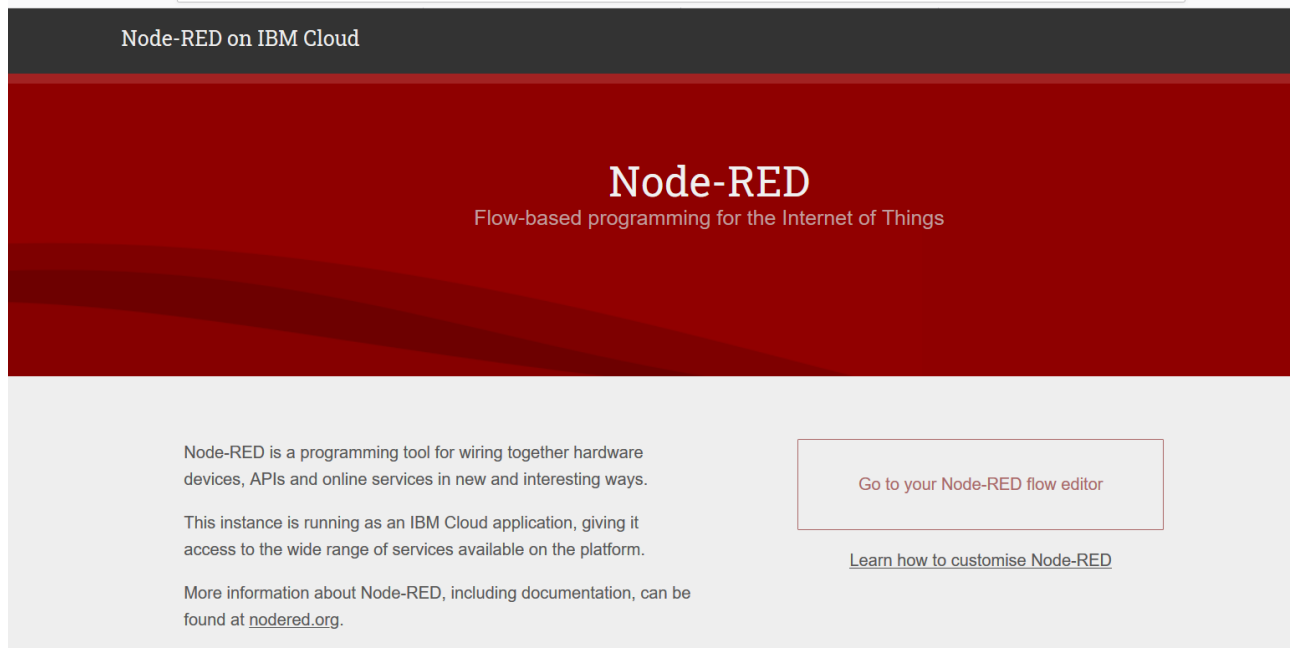 Node-RED on IBM Cloud
Node-RED
Flow-based programming for the Internet of Things
Node-RED is a programming tool for wiring together hardware
devices, APIs and online services in new and interesting ways.
This instance is running as an IBM Cloud application, giving it
access to the wide range of services available on the platform.
More information about Node-RED, including documentation, can be
found at nodered.org.
Go to your Node-RED flow editor
Learn how to customise Node-RED